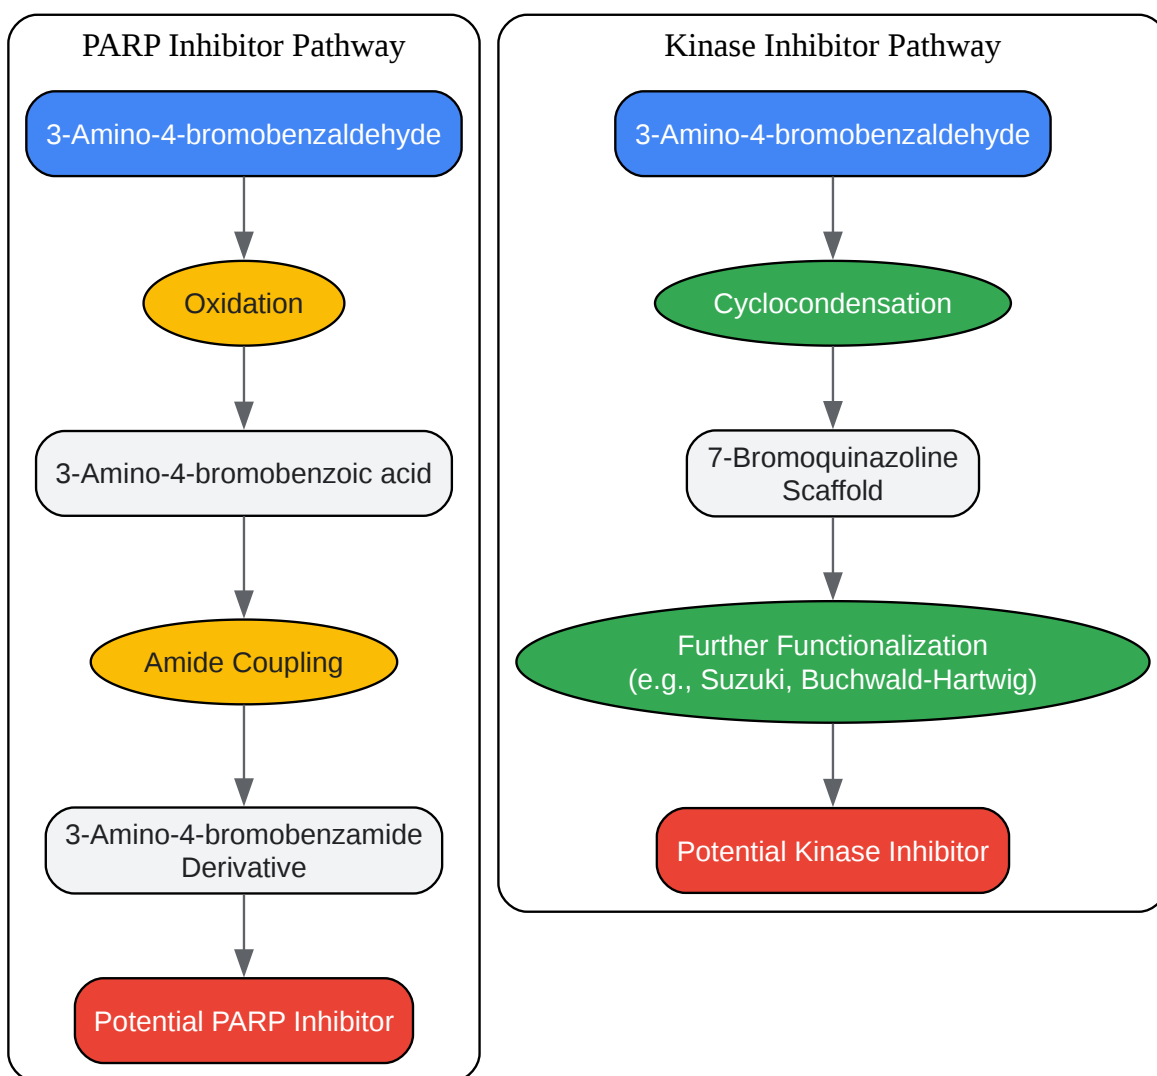 PARP Inhibitor Pathway
3-Amino-4-bromobenzaldehyde
Oxidation
3-Amino-4-bromobenzoic acid
Amide Coupling
3-Amino-4-bromobenzamide
Derivative
Potential PARP Inhibitor
Kinase Inhibitor Pathway
3-Amino-4-bromobenzaldehyde
Cyclocondensation
7-Bromoquinazoline
Scaffold
Further Functionalization
(e.g., Suzuki, Buchwald-Hartwig)
Potential Kinase Inhibitor